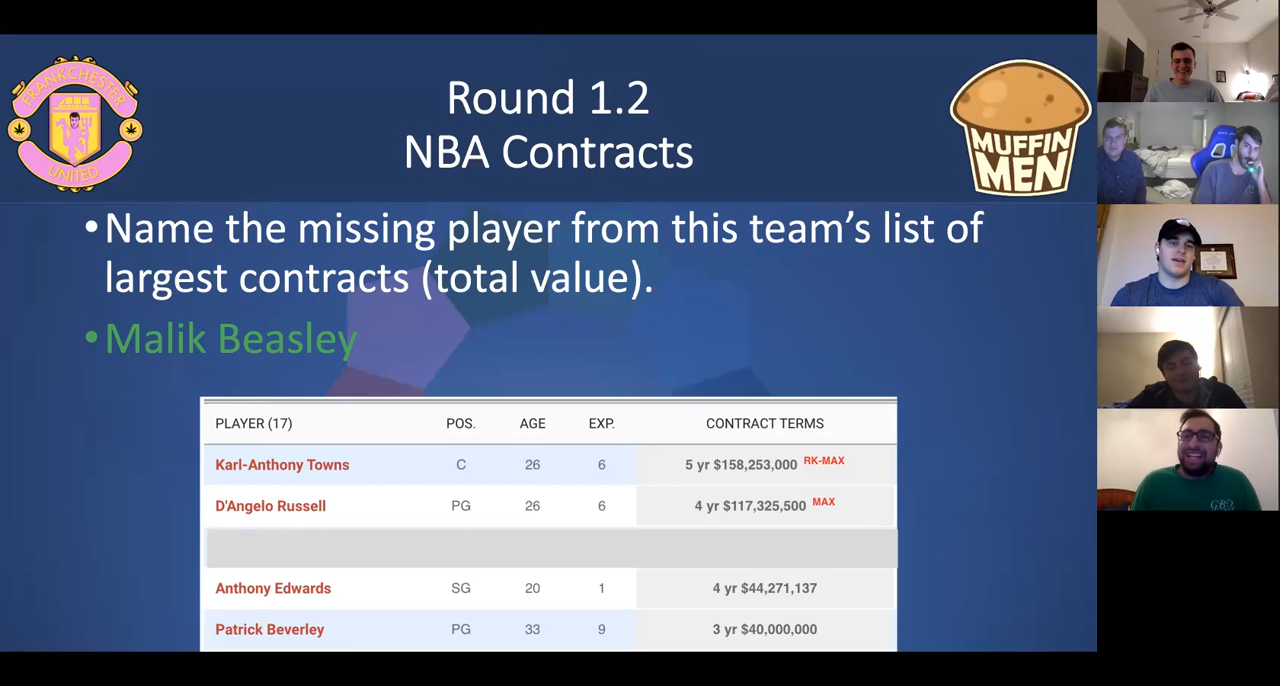 FRANKCHESTER
UNITED
Round 1.2
NBA Contracts
MUFFIN
MEN
•Name the missing player from this team’s list of
largest contracts (total value).
•Malik Beasley
PLAYER (17) POS. AGE EXP. CONTRACT TERMS
Karl-Anthony Towns C 26 6 5 yr $158,253,000 RK-MAX
D'Angelo Russell PG 26 6 4 yr $117,325,500 MAX
Anthony Edwards SG 20 1 4 yr $44,271,137
Patrick Beverley PG 33 9 3 yr $40,000,000